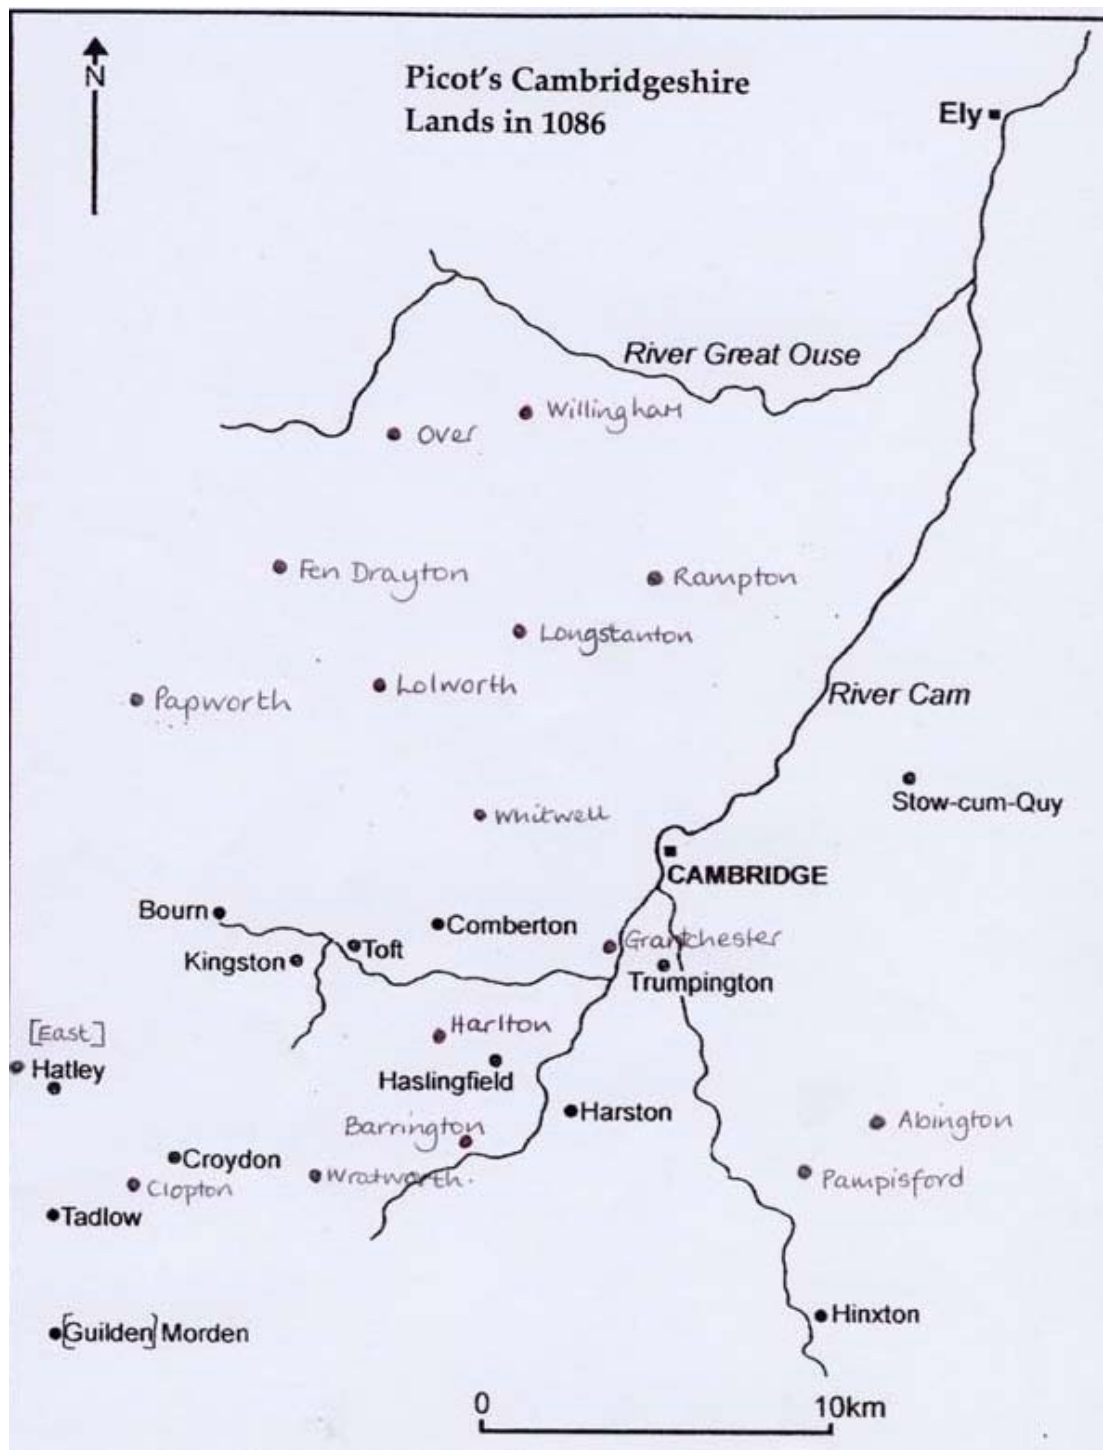 N
Picot's Cambridgeshire
Lands in 1086
Ely
River Great Ouse
Willingham
Over
Fen Drayton
Rampton
Longstanton
Lolworth
Papworth
River Cam
Stow-cum-Quy
Whitwell
CAMBRIDGE
Bourn
Comberton
Grantchester
Toft
Kingston
Trumpington
Harlton
[East]
Hatley
Haslingfield
Harston
Abington
Barrington
Croydon
Wratworth.
Pampisford
Clopton
Tadlow
Hinxton
[Guilden] Morden
0 10km